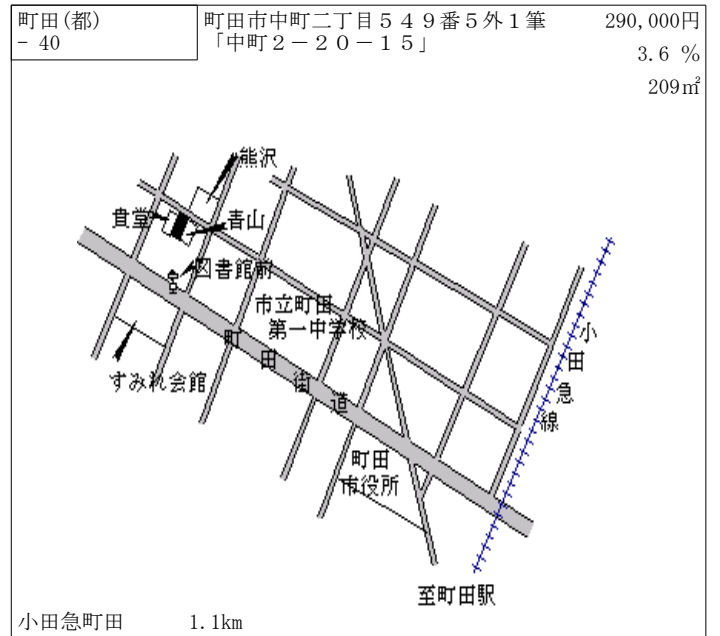 町田(都)
- 40
町田市中町二丁目５４９番５外１筆
「中町２－２０－１５」
290,000円
3.6 %
209㎡
熊沢
貴堂
青山
図書館前
市立町田
第一中学校
町田街道
すみれ会館
小田急線
町田
市役所
至町田駅
小田急町田 1.1km